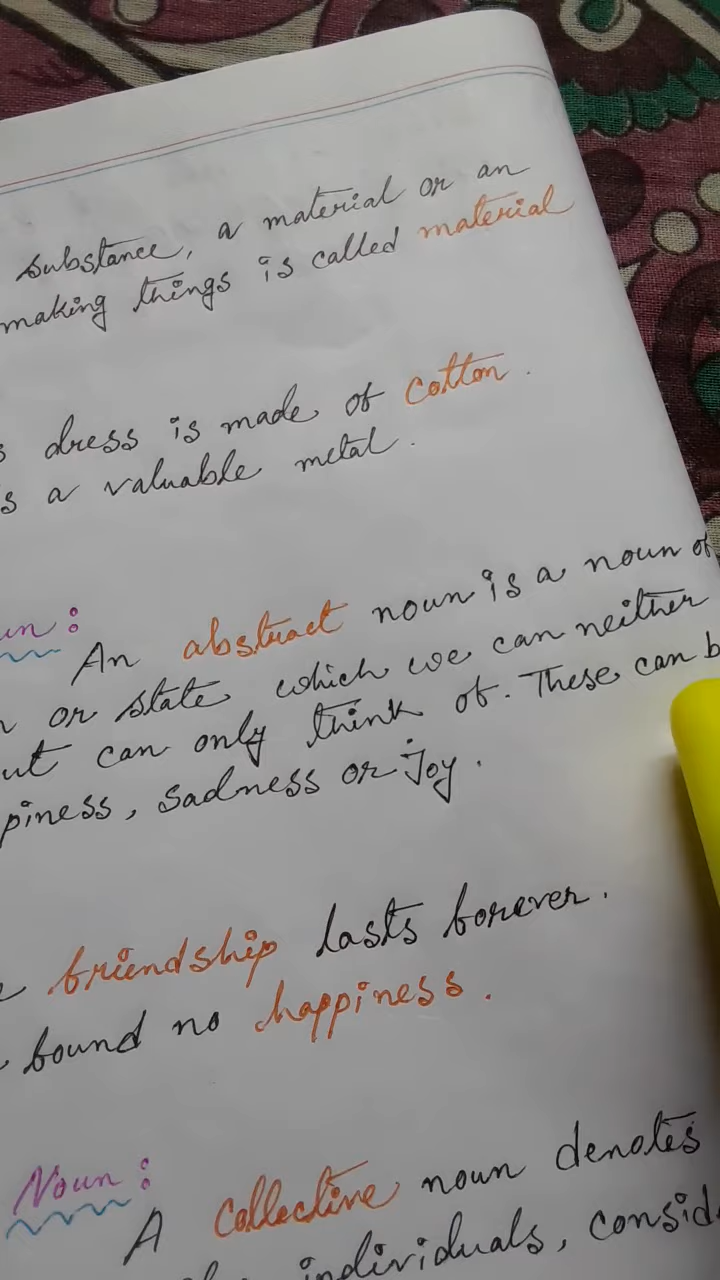 substance, a material or an
making things is called material
s dress is made of cotton.
s a valuable metal.
un:
An abstract noun is a noun of
n or state which we can neither
ut can only think of. These can b
piness, sadness or joy.
friendship lasts forever.
found no happiness.
Noun:
A collective noun denotes
individuals, consid